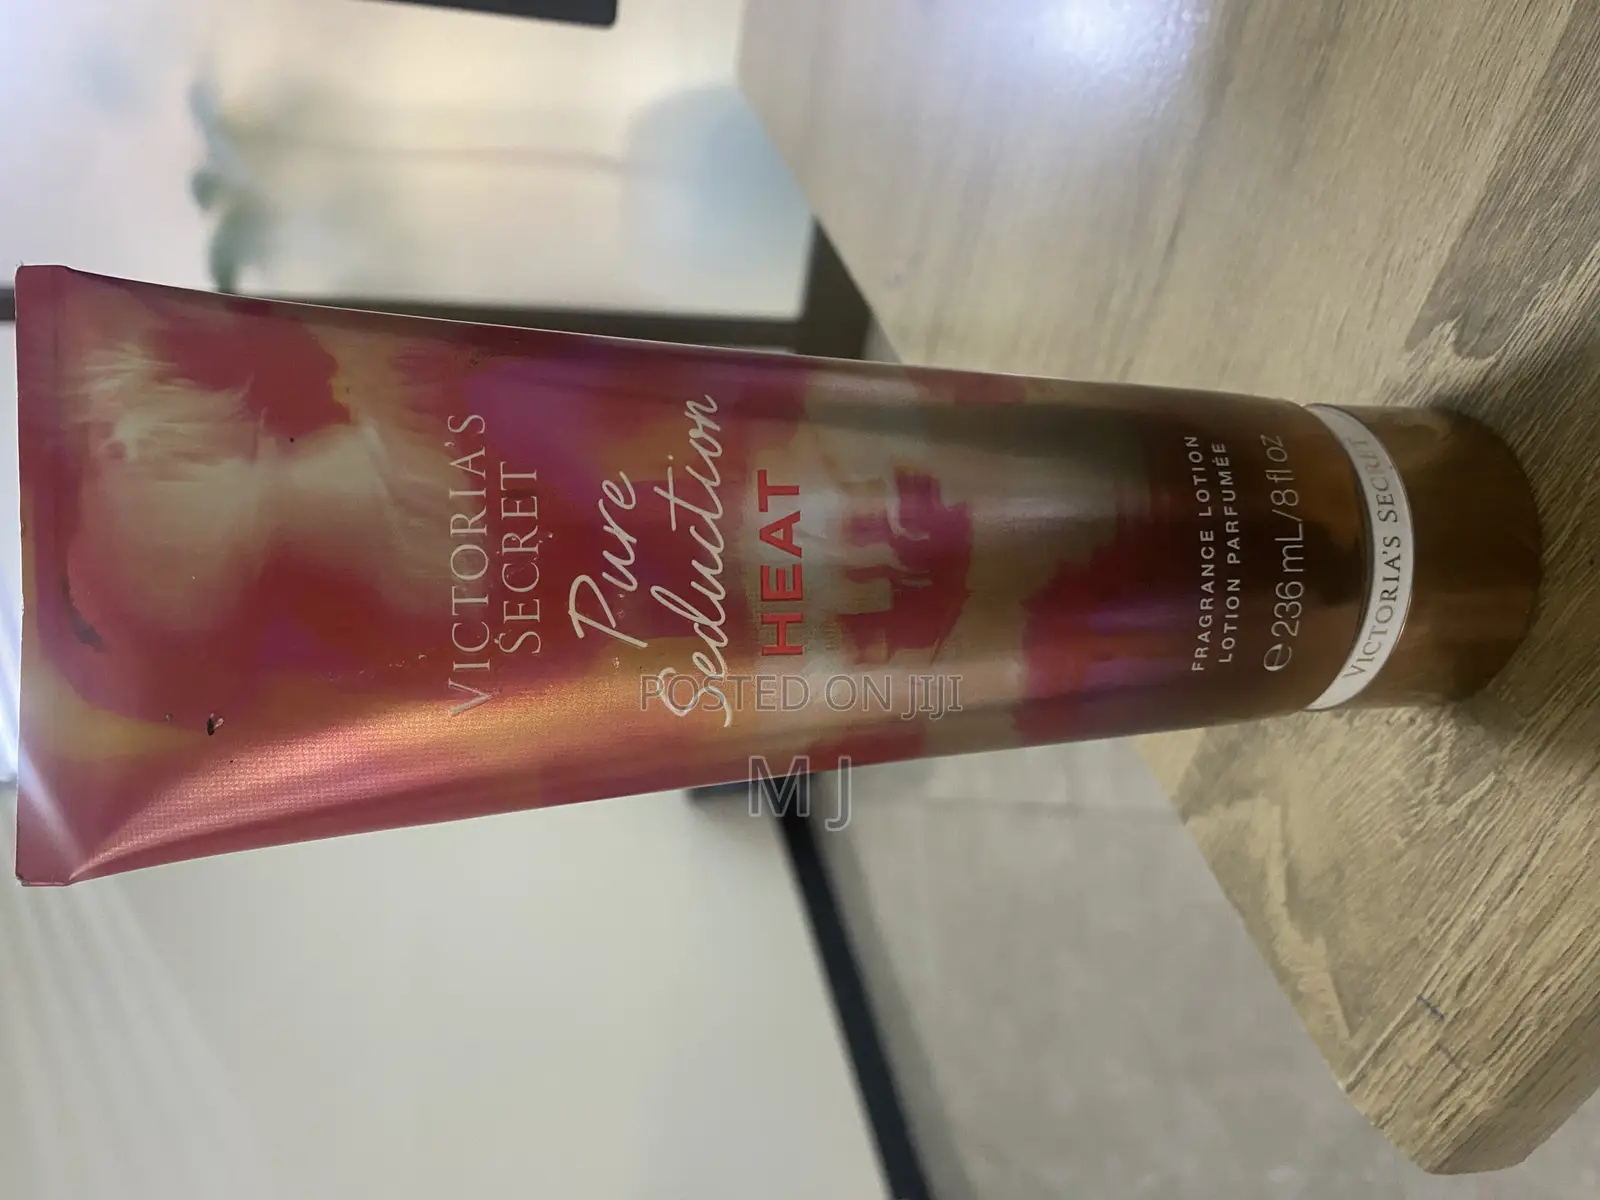 VICTORIA'S
SECRET
Pure
Seduction
HEAT
FRAGRANCE LOTION
LOTION PARFUMÉE
℮ 236 mL / 8 fl oz
VICTORIA'S SECRET
POSTED ON JIJI
M J